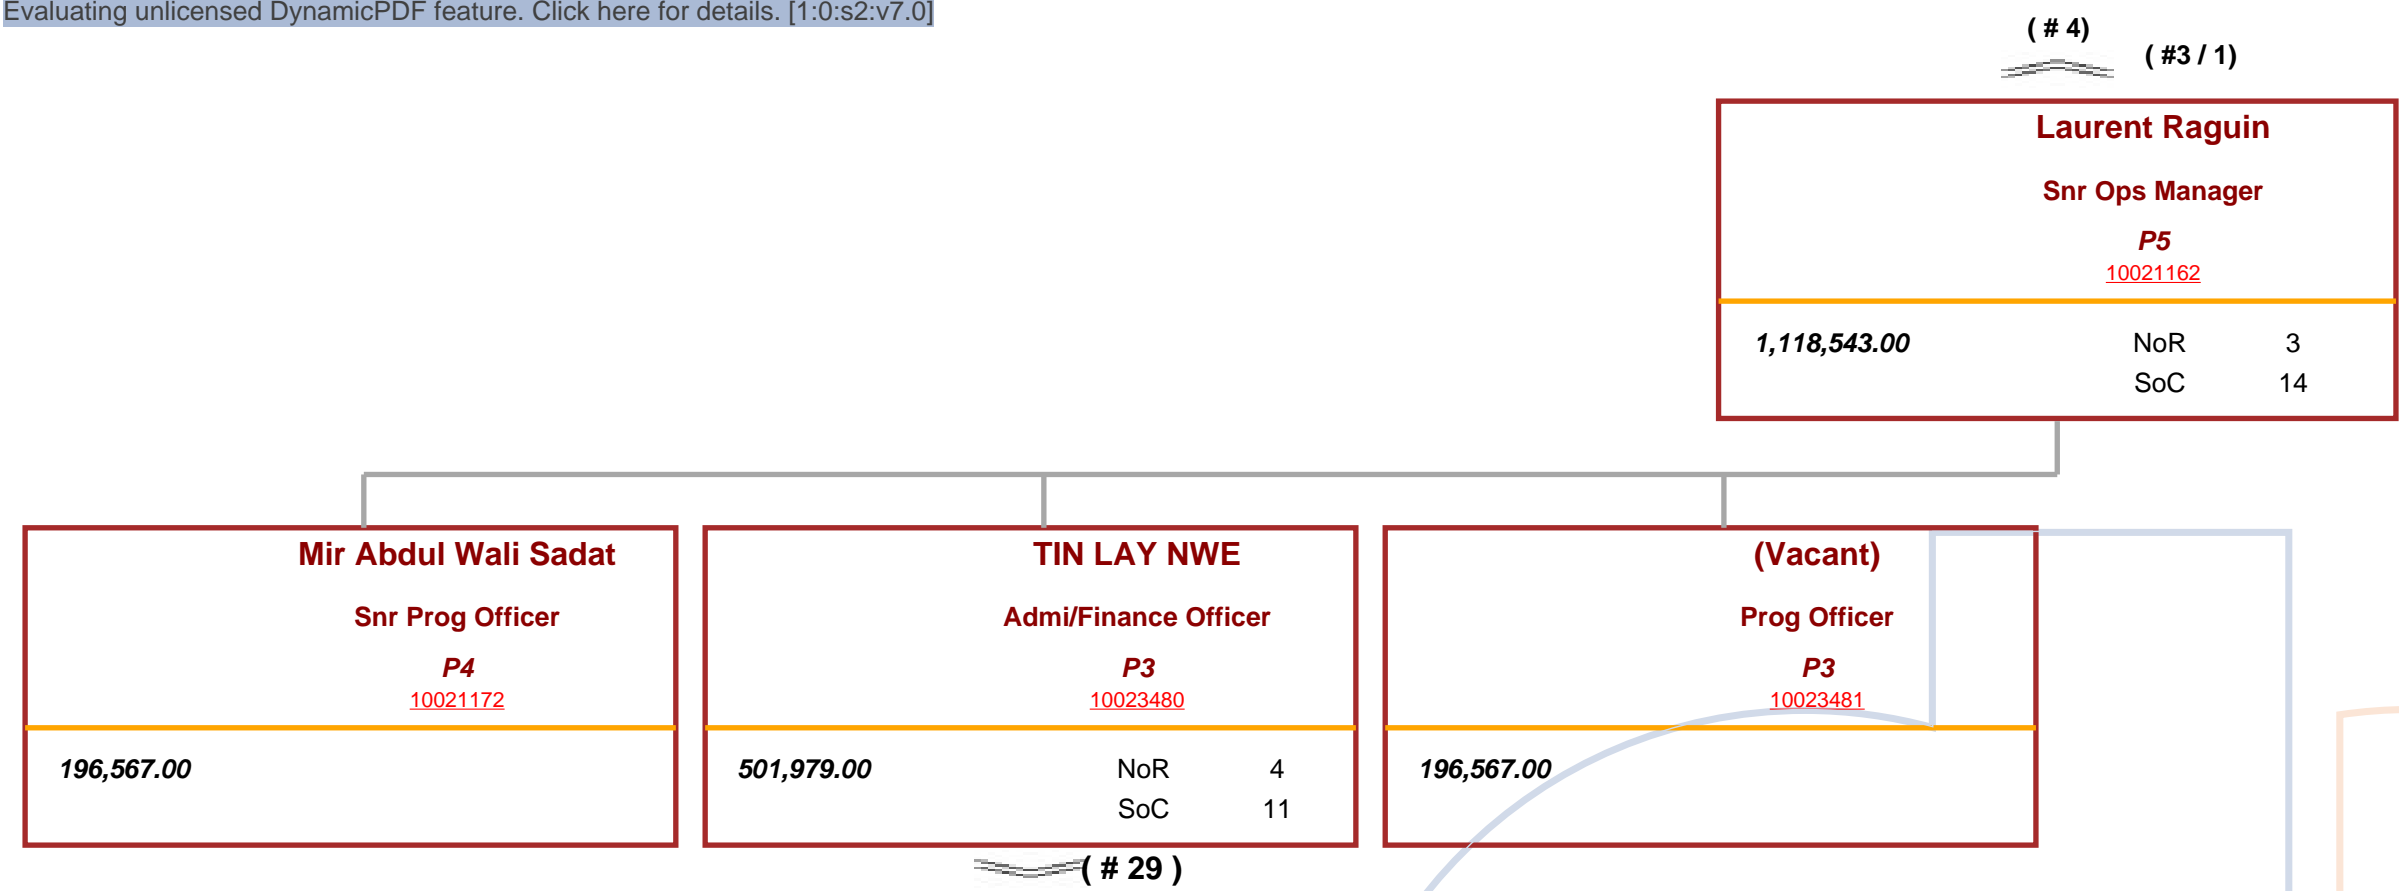 Evaluating unlicensed DynamicPDF feature. Click here for details. [1:0:s2:v7.0]
( # 4)
( #3 / 1)
Laurent Raguin
Snr Ops Manager
P5
10021162
1,118,543.00 NoR 3
SoC 14
Mir Abdul Wali Sadat
Snr Prog Officer
P4
10021172
196,567.00
TIN LAY NWE
Admi/Finance Officer
P3
10023480
501,979.00 NoR 4
SoC 11
( # 29 )
(Vacant)
Prog Officer
P3
10023481
196,567.00